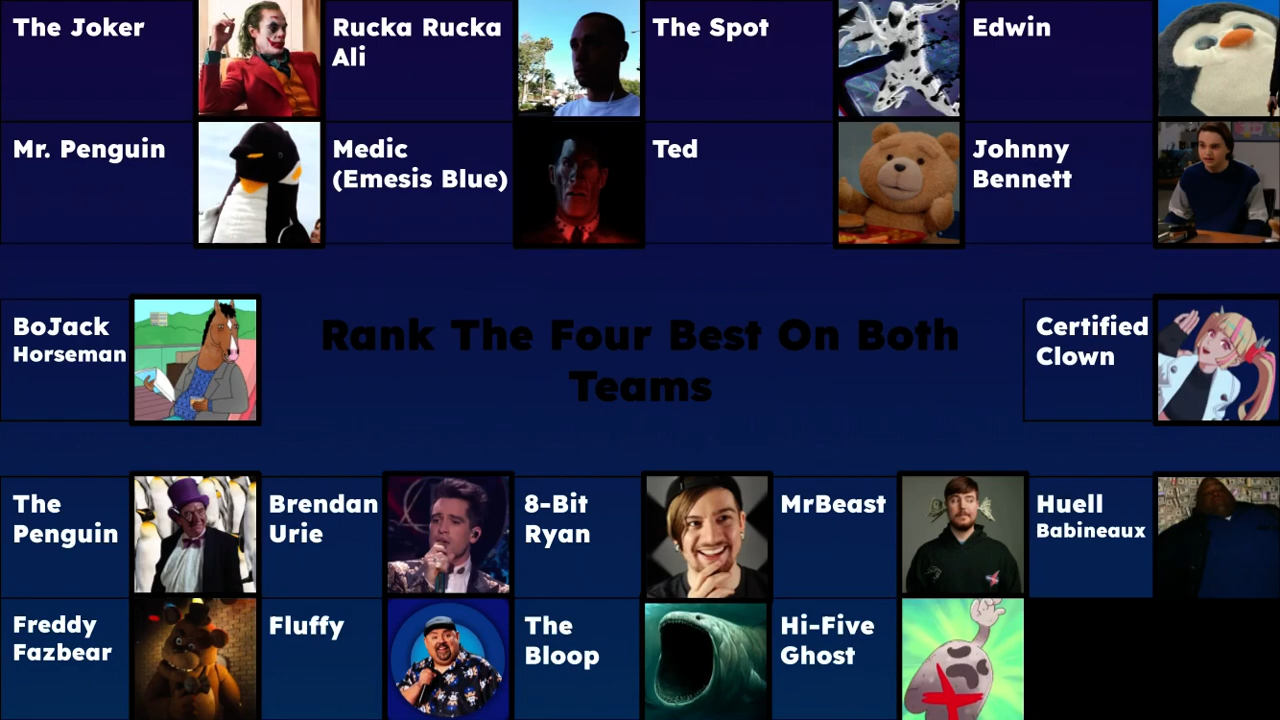 The Joker
Rucka Rucka
Ali
The Spot
Edwin
Mr. Penguin
Medic
(Emesis Blue)
Ted
Johnny
Bennett
BoJack
Horseman
Rank The Four Best On Both
Teams
Certified
Clown
The
Penguin
Brendan
Urie
8-Bit
Ryan
MrBeast
Huell
Babineaux
Freddy
Fazbear
Fluffy
The
Bloop
Hi-Five
Ghost